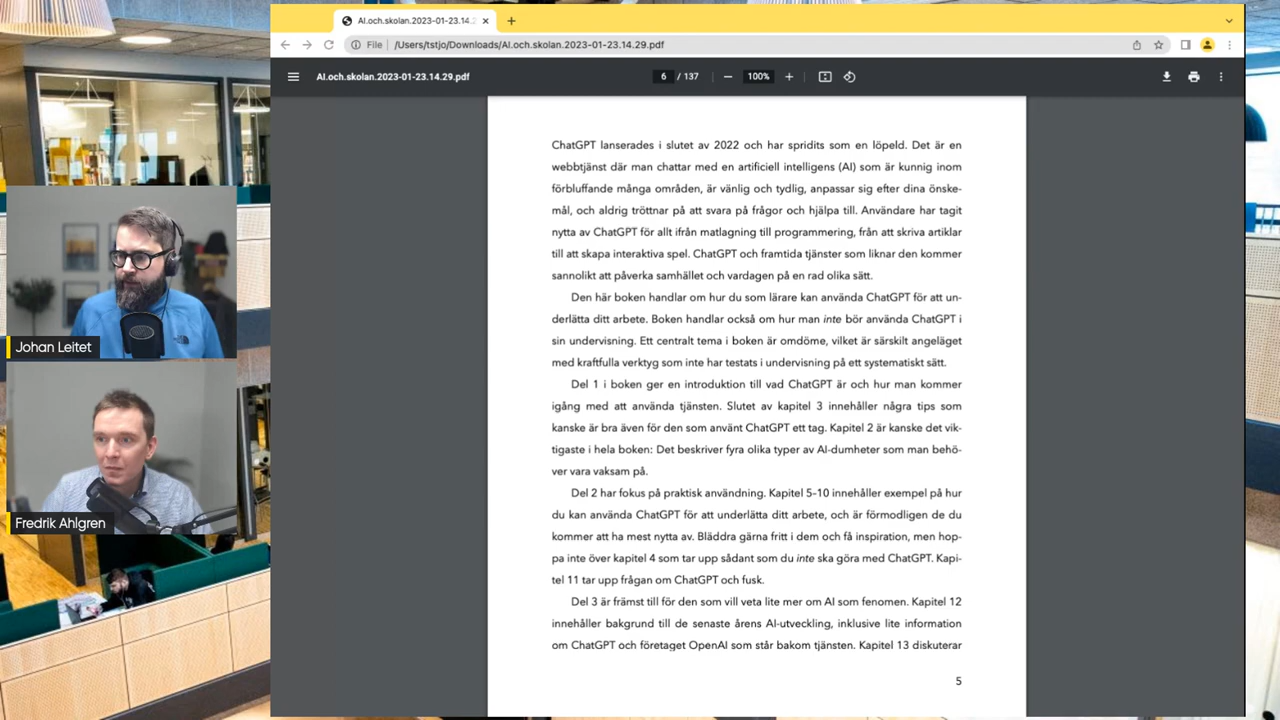 AI.och.skolan.2023-01-23.14.2
File
/Users/tstjo/Downloads/AI.och.skolan.2023-01-23.14.29.pdf
AI.och.skolan.2023-01-23.14.29.pdf
6 / 137
100%
ChatGPT lanserades i slutet av 2022 och har spridits som en löpeld. Det är en
webbtjänst där man chattar med en artificiell intelligens (AI) som är kunnig inom
förbluffande många områden, är vänlig och tydlig, anpassar sig efter dina önske-
mål, och aldrig tröttnar på att svara på frågor och hjälpa till. Användare har tagit
nytta av ChatGPT för allt ifrån matlagning till programmering, från att skriva artiklar
till att skapa interaktiva spel. ChatGPT och framtida tjänster som liknar den kommer
sannolikt att påverka samhället och vardagen på en rad olika sätt.
Den här boken handlar om hur du som lärare kan använda ChatGPT för att un-
derlätta ditt arbete. Boken handlar också om hur man inte bör använda ChatGPT i
sin undervisning. Ett centralt tema i boken är omdöme, vilket är särskilt angeläget
med kraftfulla verktyg som inte har testats i undervisning på ett systematiskt sätt.
Del 1 i boken ger en introduktion till vad ChatGPT är och hur man kommer
igång med att använda tjänsten. Slutet av kapitel 3 innehåller några tips som
kanske är bra även för den som använt ChatGPT ett tag. Kapitel 2 är kanske det vik-
tigaste i hela boken: Det beskriver fyra olika typer av AI-dumheter som man behö-
ver vara vaksam på.
Del 2 har fokus på praktisk användning. Kapitel 5–10 innehåller exempel på hur
du kan använda ChatGPT för att underlätta ditt arbete, och är förmodligen de du
kommer att ha mest nytta av. Bläddra gärna fritt i dem och få inspiration, men hop-
pa inte över kapitel 4 som tar upp sådant som du inte ska göra med ChatGPT. Kapi-
tel 11 tar upp frågan om ChatGPT och fusk.
Del 3 är främst till för den som vill veta lite mer om AI som fenomen. Kapitel 12
innehåller bakgrund till de senaste årens AI-utveckling, inklusive lite information
om ChatGPT och företaget OpenAI som står bakom tjänsten. Kapitel 13 diskuterar
5
Johan Leitet
Fredrik Ahlgren